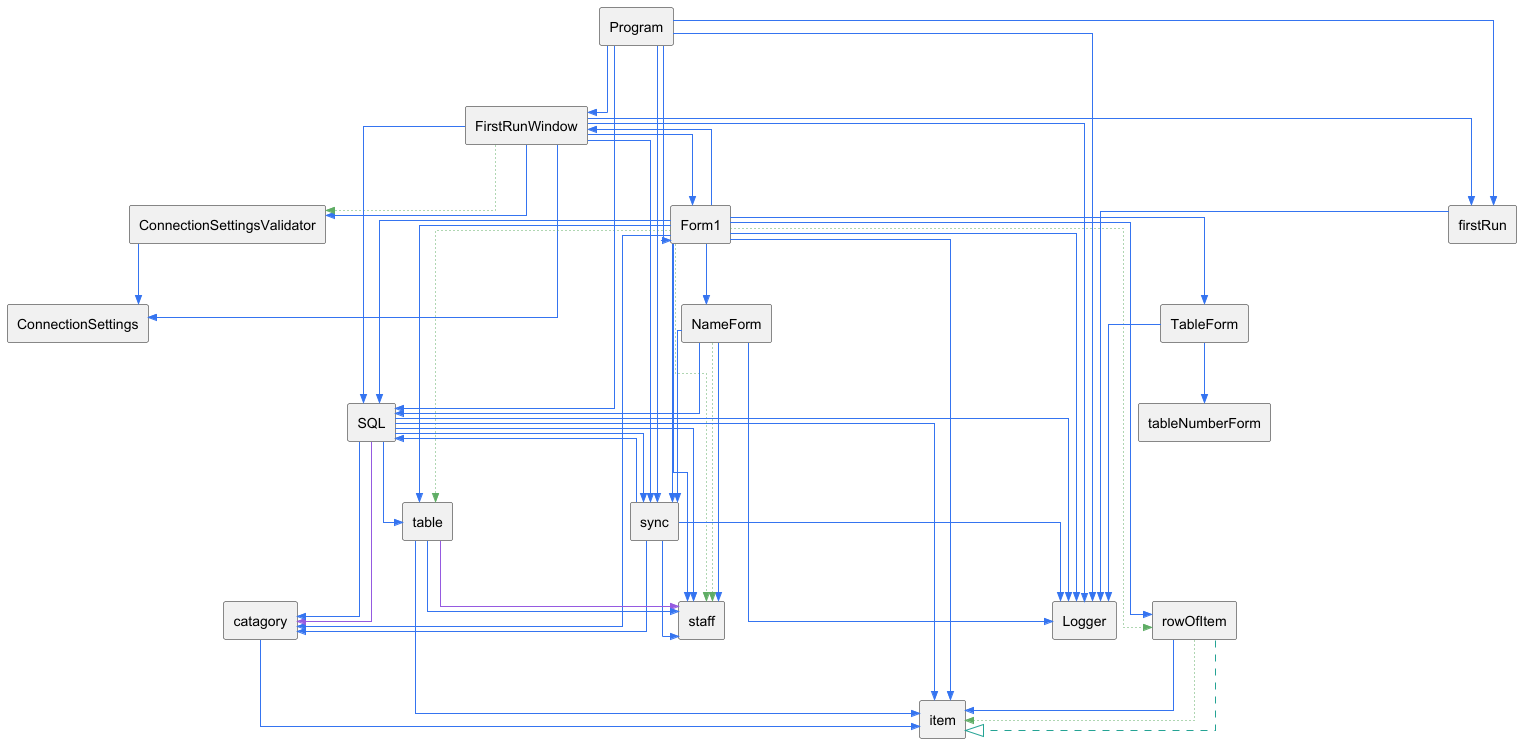 Program
FirstRunWindow
ConnectionSettingsValidator
Form1
firstRun
ConnectionSettings
NameForm
TableForm
SQL
tableNumberForm
table
sync
catagory
staff
Logger
rowOfItem
item